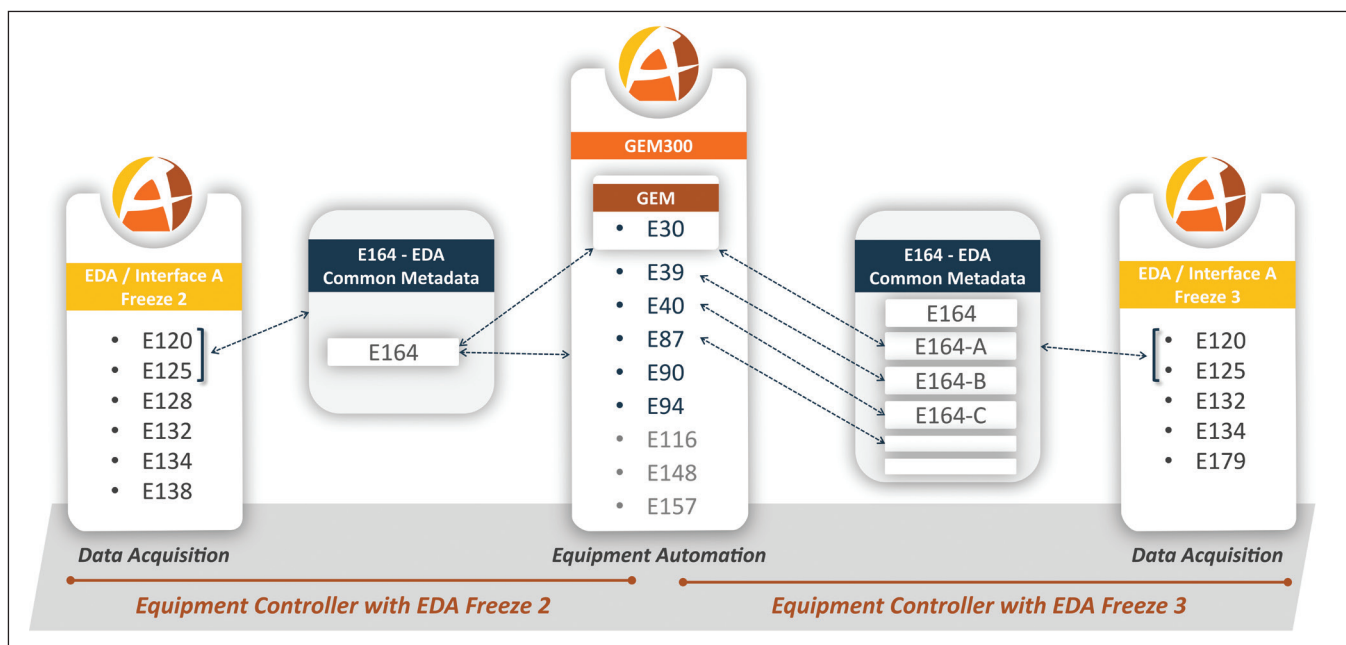 EDA / Interface A
Freeze 2
• E120
• E125
• E128
• E132
• E134
• E138
Data Acquisition
E164 - EDA
Common Metadata
E164
GEM300
GEM
• E30
• E39
• E40
• E87
• E90
• E94
• E116
• E148
• E157
Equipment Automation
E164 - EDA
Common Metadata
E164
E164-A
E164-B
E164-C
EDA / Interface A
Freeze 3
• E120
• E125
• E132
• E134
• E179
Data Acquisition
Equipment Controller with EDA Freeze 2
Equipment Controller with EDA Freeze 3